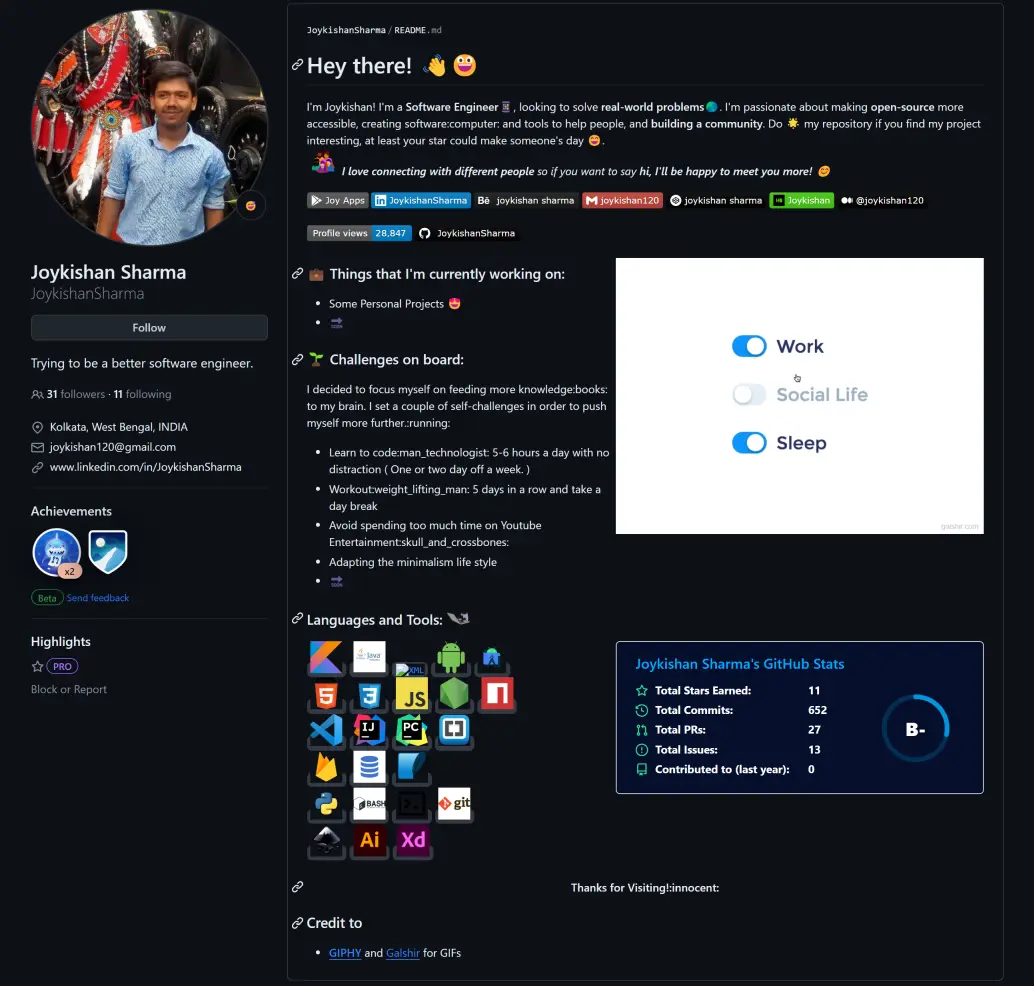 Joykishan Sharma
JoykishanSharma
Follow
Trying to be a better software engineer.
31 followers · 11 following
Kolkata, West Bengal, INDIA
joykishan120@gmail.com
www.linkedin.com/in/JoykishanSharma
Achievements
x2
Beta Send feedback
Highlights
PRO
Block or Report
JoykishanSharma / README.md
Hey there! 👋 😀
I'm Joykishan! I'm a Software Engineer, looking to solve real-world problems🌏. I'm passionate about making open-source more
accessible, creating software:computer: and tools to help people, and building a community. Do 🌟 my repository if you find my project
interesting, at least your star could make someone's day 😄.
I love connecting with different people so if you want to say hi, I'll be happy to meet you more! 😊
Joy Apps JoykishanSharma Bē joykishan sharma joykishan120 joykishan sharma Joykishan @joykishan120
Profile views 28,847 JoykishanSharma
💼 Things that I'm currently working on:
• Some Personal Projects 😍
•
🌱 Challenges on board:
I decided to focus myself on feeding more knowledge:books:
to my brain. I set a couple of self-challenges in order to push
myself more further.:running:
• Learn to code:man_technologist: 5-6 hours a day with no
distraction ( One or two day off a week. )
• Workout:weight_lifting_man: 5 days in a row and take a
day break
• Avoid spending too much time on Youtube
Entertainment:skull_and_crossbones:
• Adapting the minimalism life style
•
Work
Social Life
Sleep
galshir.com
Languages and Tools:
Java
XML
JS
IJ PC
BASH git
Ai Xd
Joykishan Sharma's GitHub Stats
Total Stars Earned: 11
Total Commits: 652
Total PRs: 27
Total Issues: 13
Contributed to (last year): 0
B-
Thanks for Visiting!:innocent:
Credit to
• GIPHY and Galshir for GIFs